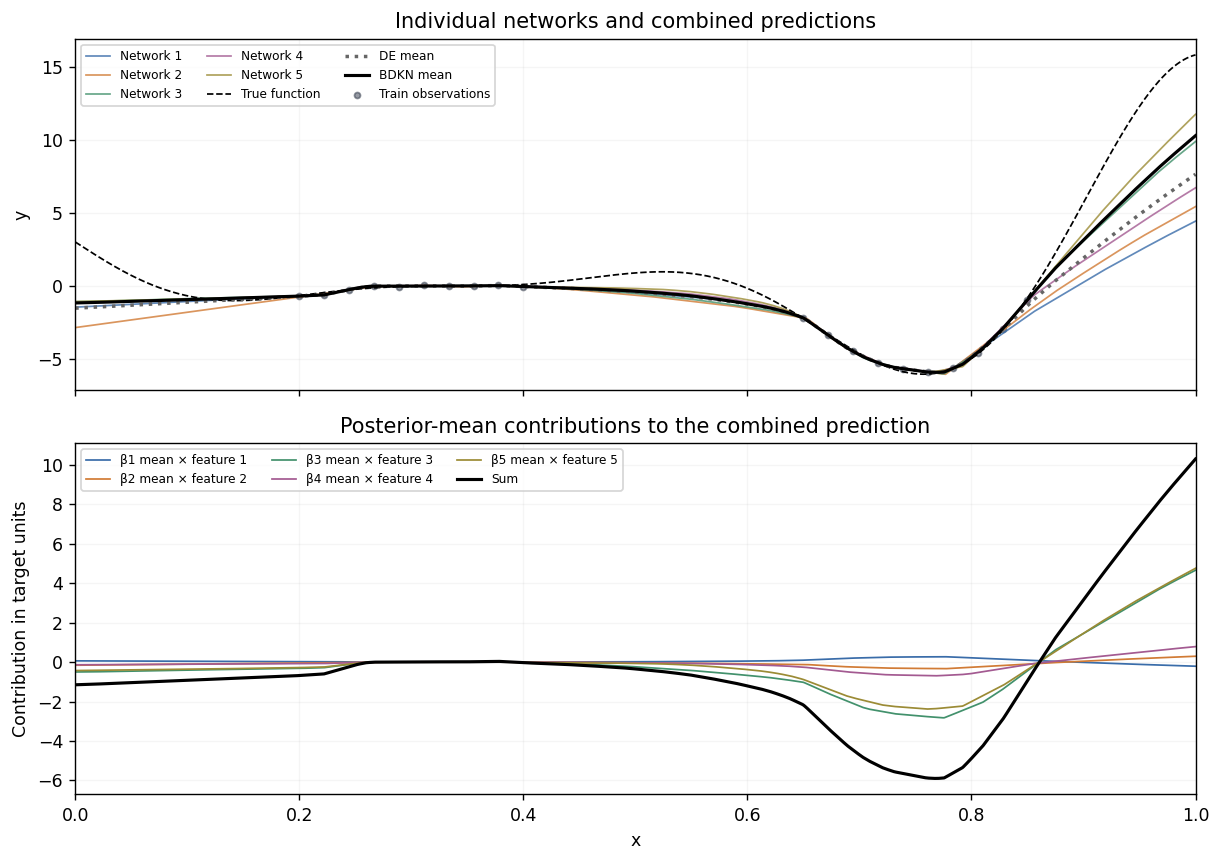 Individual networks and combined predictions
Network 1
Network 2
Network 3
Network 4
Network 5
True function
DE mean
BDKN mean
Train observations
15
10
5
0
−5
y
Posterior-mean contributions to the combined prediction
β1 mean × feature 1
β2 mean × feature 2
β3 mean × feature 3
β4 mean × feature 4
β5 mean × feature 5
Sum
10
8
6
4
2
0
−2
−4
−6
Contribution in target units
0.0
0.2
0.4
0.6
0.8
1.0
x